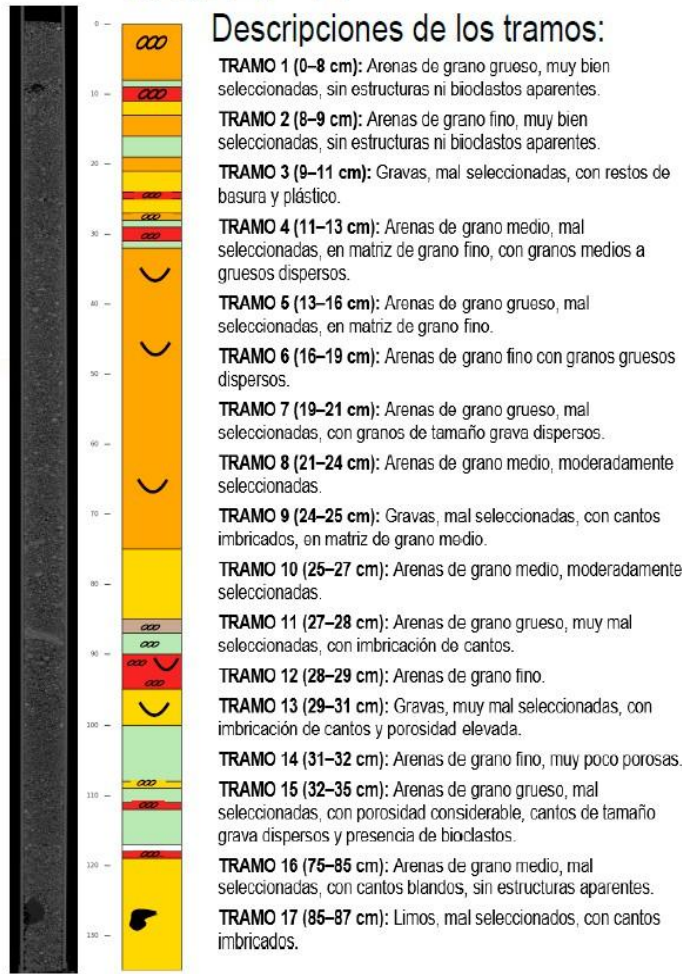 Descripciones de los tramos:
TRAMO 1 (0–8 cm): Arenas de grano grueso, muy bien
seleccionadas, sin estructuras ni bioclastos aparentes.
TRAMO 2 (8–9 cm): Arenas de grano fino, muy bien
seleccionadas, sin estructuras ni bioclastos aparentes.
TRAMO 3 (9–11 cm): Gravas, mal seleccionadas, con restos de
basura y plástico.
TRAMO 4 (11–13 cm): Arenas de grano medio, mal
seleccionadas, en matriz de grano fino, con granos medios a
gruesos dispersos.
TRAMO 5 (13–16 cm): Arenas de grano grueso, mal
seleccionadas, en matriz de grano fino.
TRAMO 6 (16–19 cm): Arenas de grano fino con granos gruesos
dispersos.
TRAMO 7 (19–21 cm): Arenas de grano grueso, mal
seleccionadas, con granos de tamaño grava dispersos.
TRAMO 8 (21–24 cm): Arenas de grano medio, moderadamente
seleccionadas.
TRAMO 9 (24–25 cm): Gravas, mal seleccionadas, con cantos
imbricados, en matriz de grano medio.
TRAMO 10 (25–27 cm): Arenas de grano medio, moderadamente
seleccionadas.
TRAMO 11 (27–28 cm): Arenas de grano grueso, muy mal
seleccionadas, con imbricación de cantos.
TRAMO 12 (28–29 cm): Arenas de grano fino.
TRAMO 13 (29–31 cm): Gravas, muy mal seleccionadas, con
imbricación de cantos y porosidad elevada.
TRAMO 14 (31–32 cm): Arenas de grano fino, muy poco porosas.
TRAMO 15 (32–35 cm): Arenas de grano grueso, mal
seleccionadas, con porosidad considerable, cantos de tamaño
grava dispersos y presencia de bioclastos.
TRAMO 16 (75–85 cm): Arenas de grano medio, mal
seleccionadas, con cantos blandos, sin estructuras aparentes.
TRAMO 17 (85–87 cm): Limos, mal seleccionados, con cantos
imbricados.
0
10
20
30
40
50
60
70
80
90
100
110
120
130